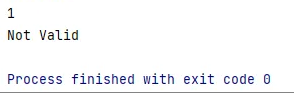 1
Not Valid
Process finished with exit code 0